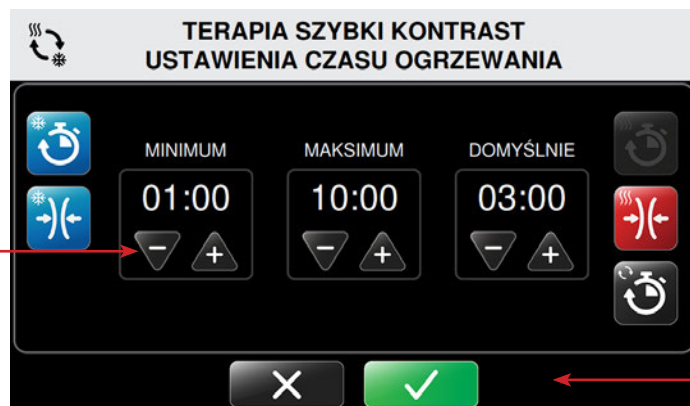 TERAPIA SZYBKI KONTRAST
USTAWIENIA CZASU OGRZEWANIA
MINIMUM MAKSIMUM DOMYŚLNIE
01:00 10:00 03:00